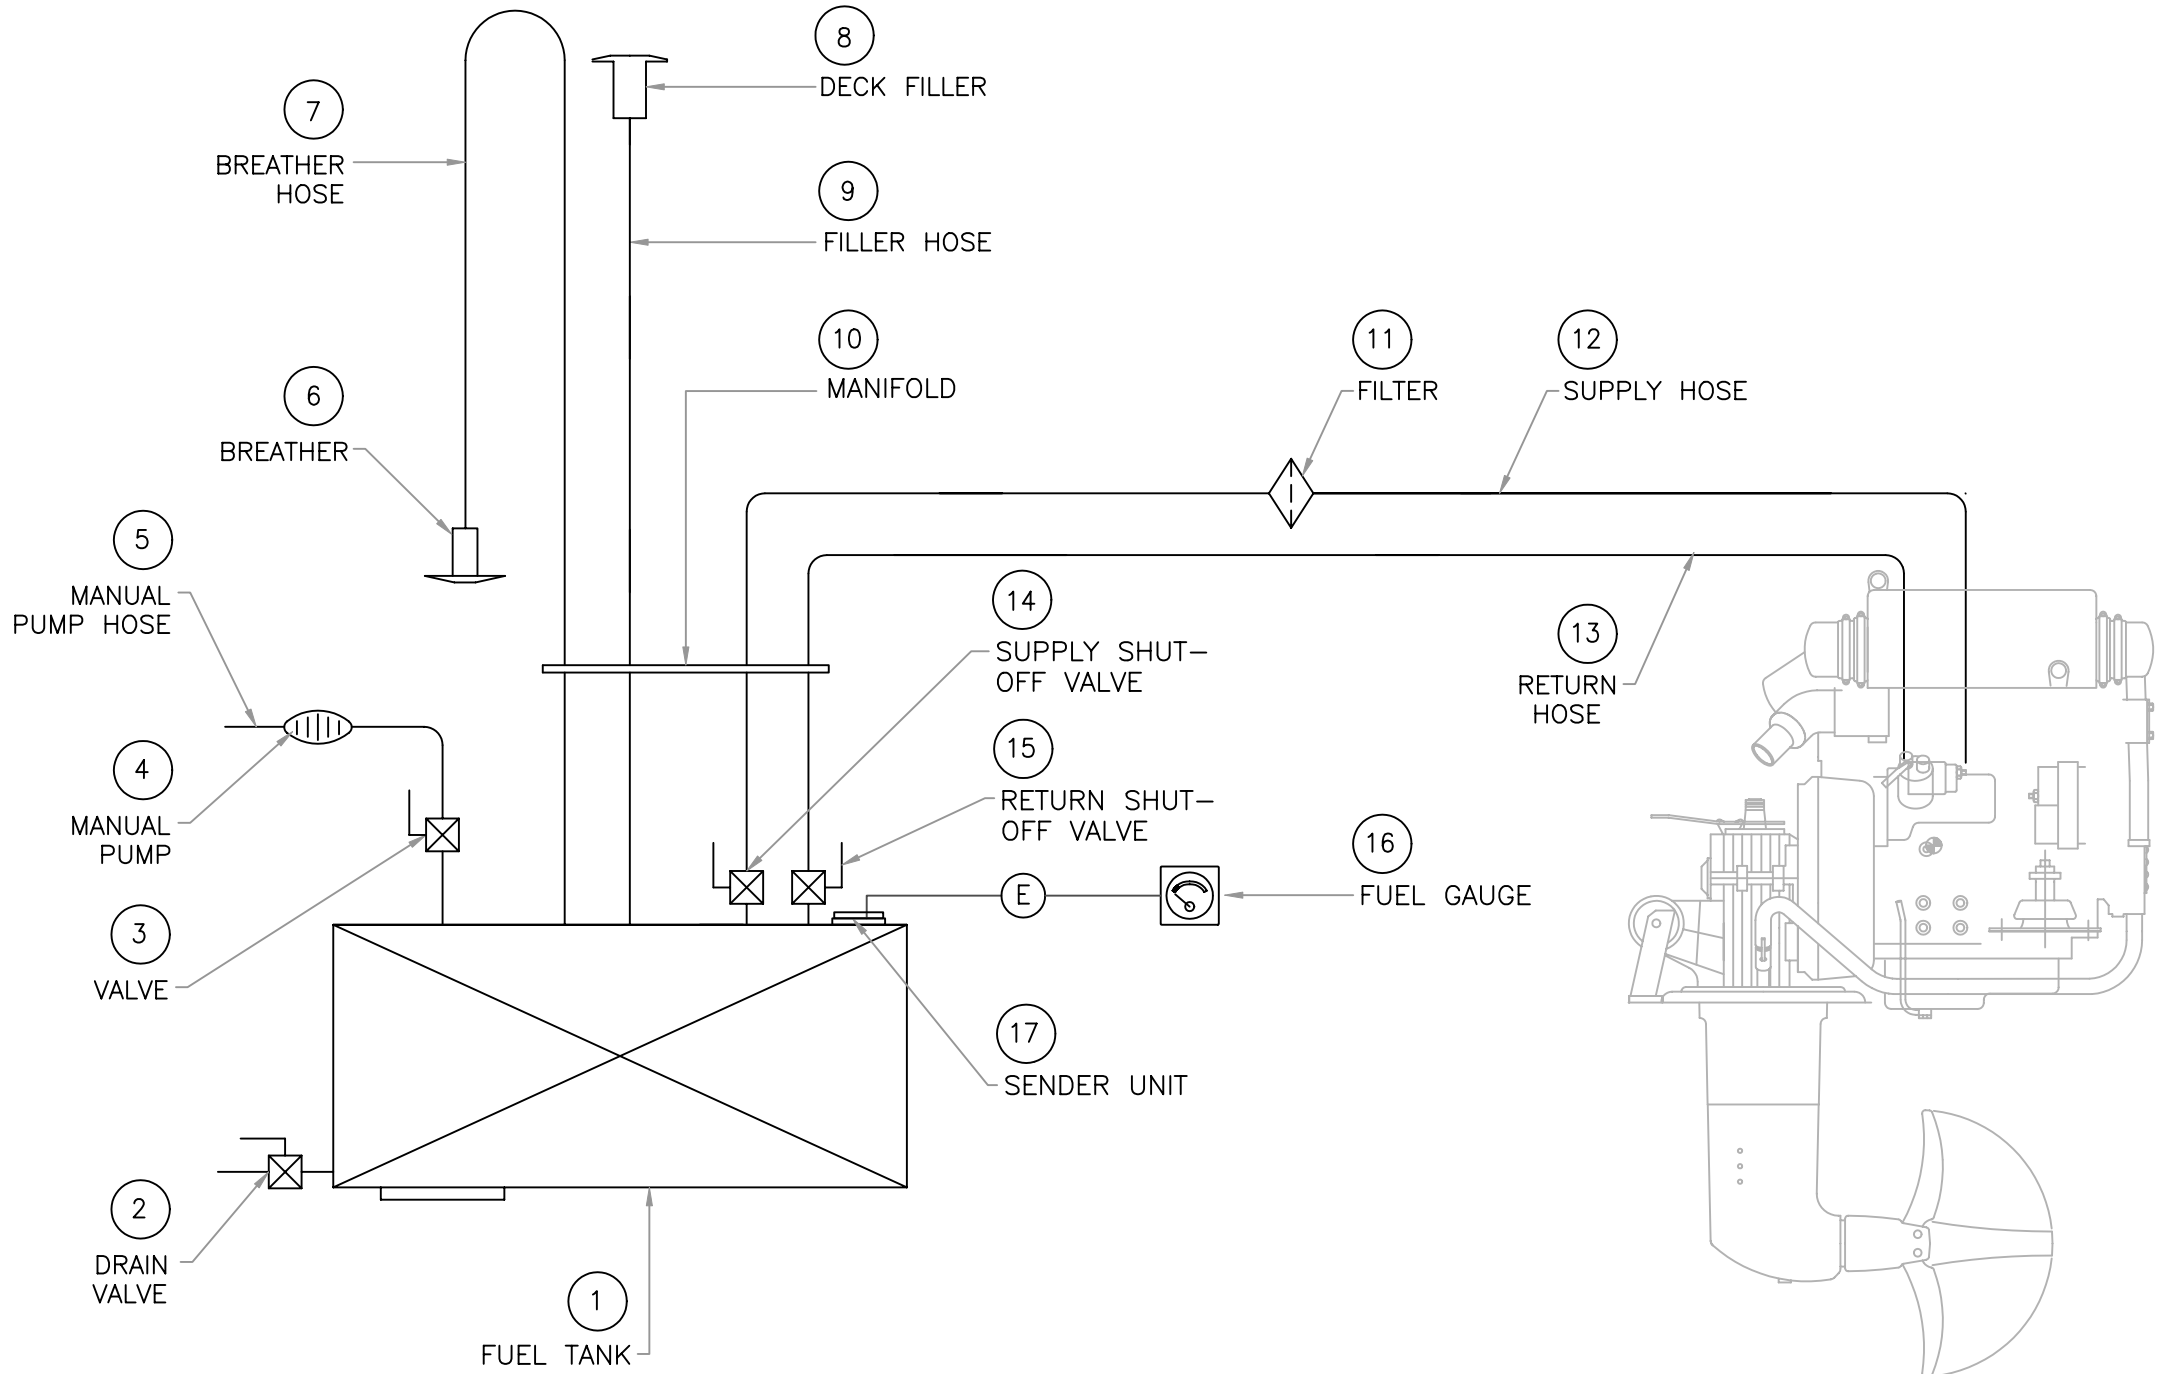 8
DECK FILLER
7
BREATHER
HOSE
9
FILLER HOSE
10
MANIFOLD
11
FILTER
12
SUPPLY HOSE
6
BREATHER
5
MANUAL
PUMP HOSE
14
SUPPLY SHUT-
OFF VALVE
13
RETURN
HOSE
4
MANUAL
PUMP
15
RETURN SHUT-
OFF VALVE
16
FUEL GAUGE
E
3
VALVE
17
SENDER UNIT
2
DRAIN
VALVE
1
FUEL TANK